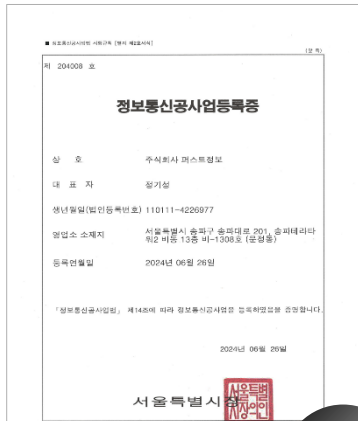 ■ 정보통신공사업법 시행규칙 [별지 제2호서식]
(앞 쪽)
제 204008 호
정보통신공사업등록증
상 호 주식회사 퍼스트정보
대 표 자 정기성
생년월일(법인등록번호) 110111-4226977
영업소 소재지 서울특별시 송파구 송파대로 201, 송파테라타
워2 비동 13층 비-1308호 (문정동)
등록연월일 2024년 06월 26일
「정보통신공사업법」 제14조에 따라 정보통신공사업을 등록하였음을 증명합니다.
2024년 06월 26일
서울특별시장
서울특별
시장의인